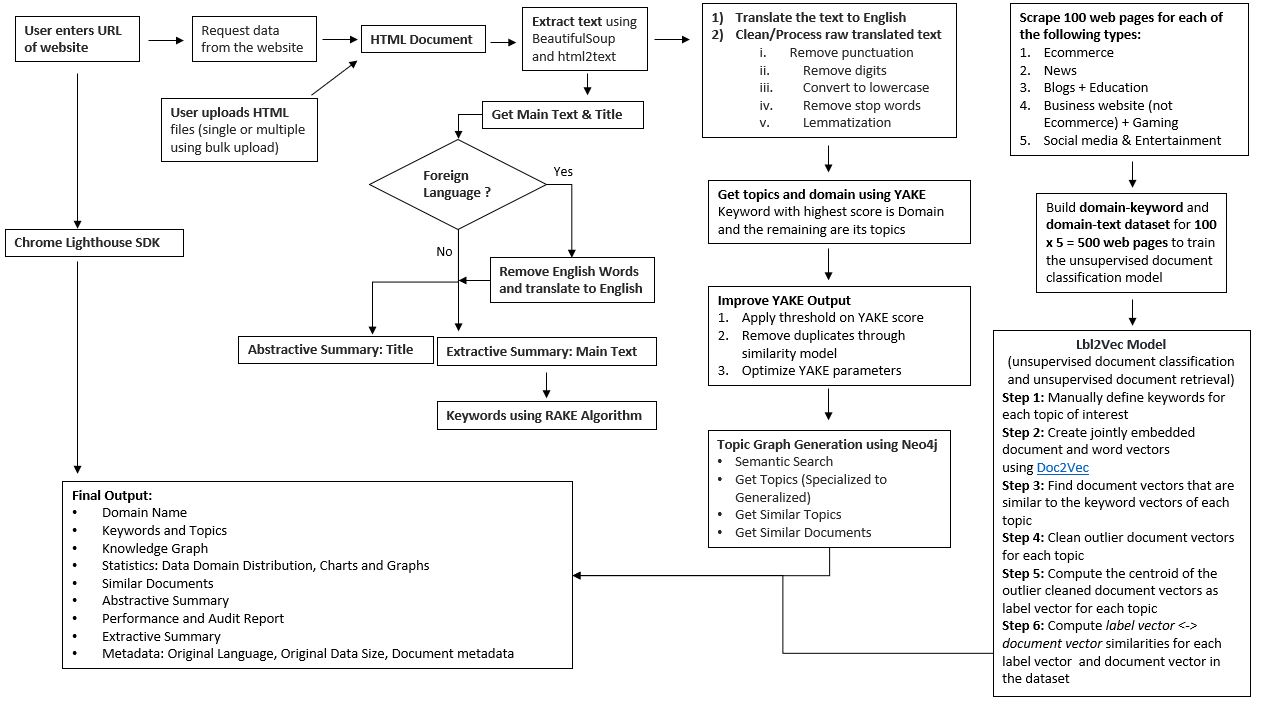 User enters URL
of website
Request data
from the website
HTML Document
Extract text using
BeautifulSoup
and html2text
User uploads HTML
files (single or multiple
using bulk upload)
Get Main Text & Title
Foreign
Language ?
Yes
No
Remove English Words
and translate to English
Chrome Lighthouse SDK
Abstractive Summary: Title
Extractive Summary: Main Text
Keywords using RAKE Algorithm
1) Translate the text to English
2) Clean/Process raw translated text
i. Remove punctuation
ii. Remove digits
iii. Convert to lowercase
iv. Remove stop words
v. Lemmatization
Get topics and domain using YAKE
Keyword with highest score is Domain
and the remaining are its topics
Improve YAKE Output
1. Apply threshold on YAKE score
2. Remove duplicates through
similarity model
3. Optimize YAKE parameters
Topic Graph Generation using Neo4j
• Semantic Search
• Get Topics (Specialized to
Generalized)
• Get Similar Topics
• Get Similar Documents
Scrape 100 web pages for each of
the following types:
1. Ecommerce
2. News
3. Blogs + Education
4. Business website (not
Ecommerce) + Gaming
5. Social media & Entertainment
Build domain-keyword and
domain-text dataset for 100
x 5 = 500 web pages to train
the unsupervised document
classification model
Lbl2Vec Model
(unsupervised document classification
and unsupervised document retrieval)
Step 1: Manually define keywords for
each topic of interest
Step 2: Create jointly embedded
document and word vectors
using Doc2Vec
Step 3: Find document vectors that are
similar to the keyword vectors of each
topic
Step 4: Clean outlier document vectors
for each topic
Step 5: Compute the centroid of the
outlier cleaned document vectors as
label vector for each topic
Step 6: Compute label vector <->
document vector similarities for each
label vector and document vector in
the dataset
Final Output:
• Domain Name
• Keywords and Topics
• Knowledge Graph
• Statistics: Data Domain Distribution, Charts and Graphs
• Similar Documents
• Abstractive Summary
• Performance and Audit Report
• Extractive Summary
• Metadata: Original Language, Original Data Size, Document metadata